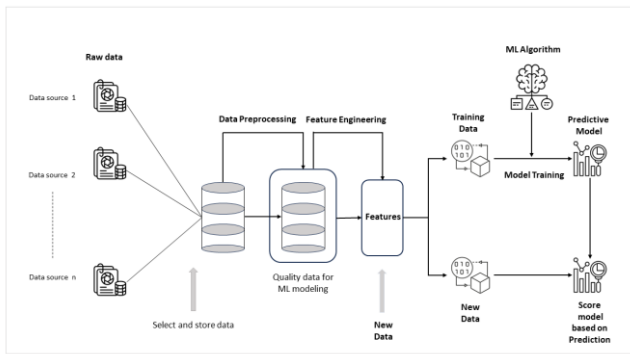 ML Algorithm
Raw data
Data source 1
Data Preprocessing
Feature Engineering
Training
Data
Predictive
Model
010
101
Model Training
Data source 2
Features
Data source n
Quality data for
ML modeling
010
101
Select and store data
New
Data
New
Data
Score
model
based on
Prediction